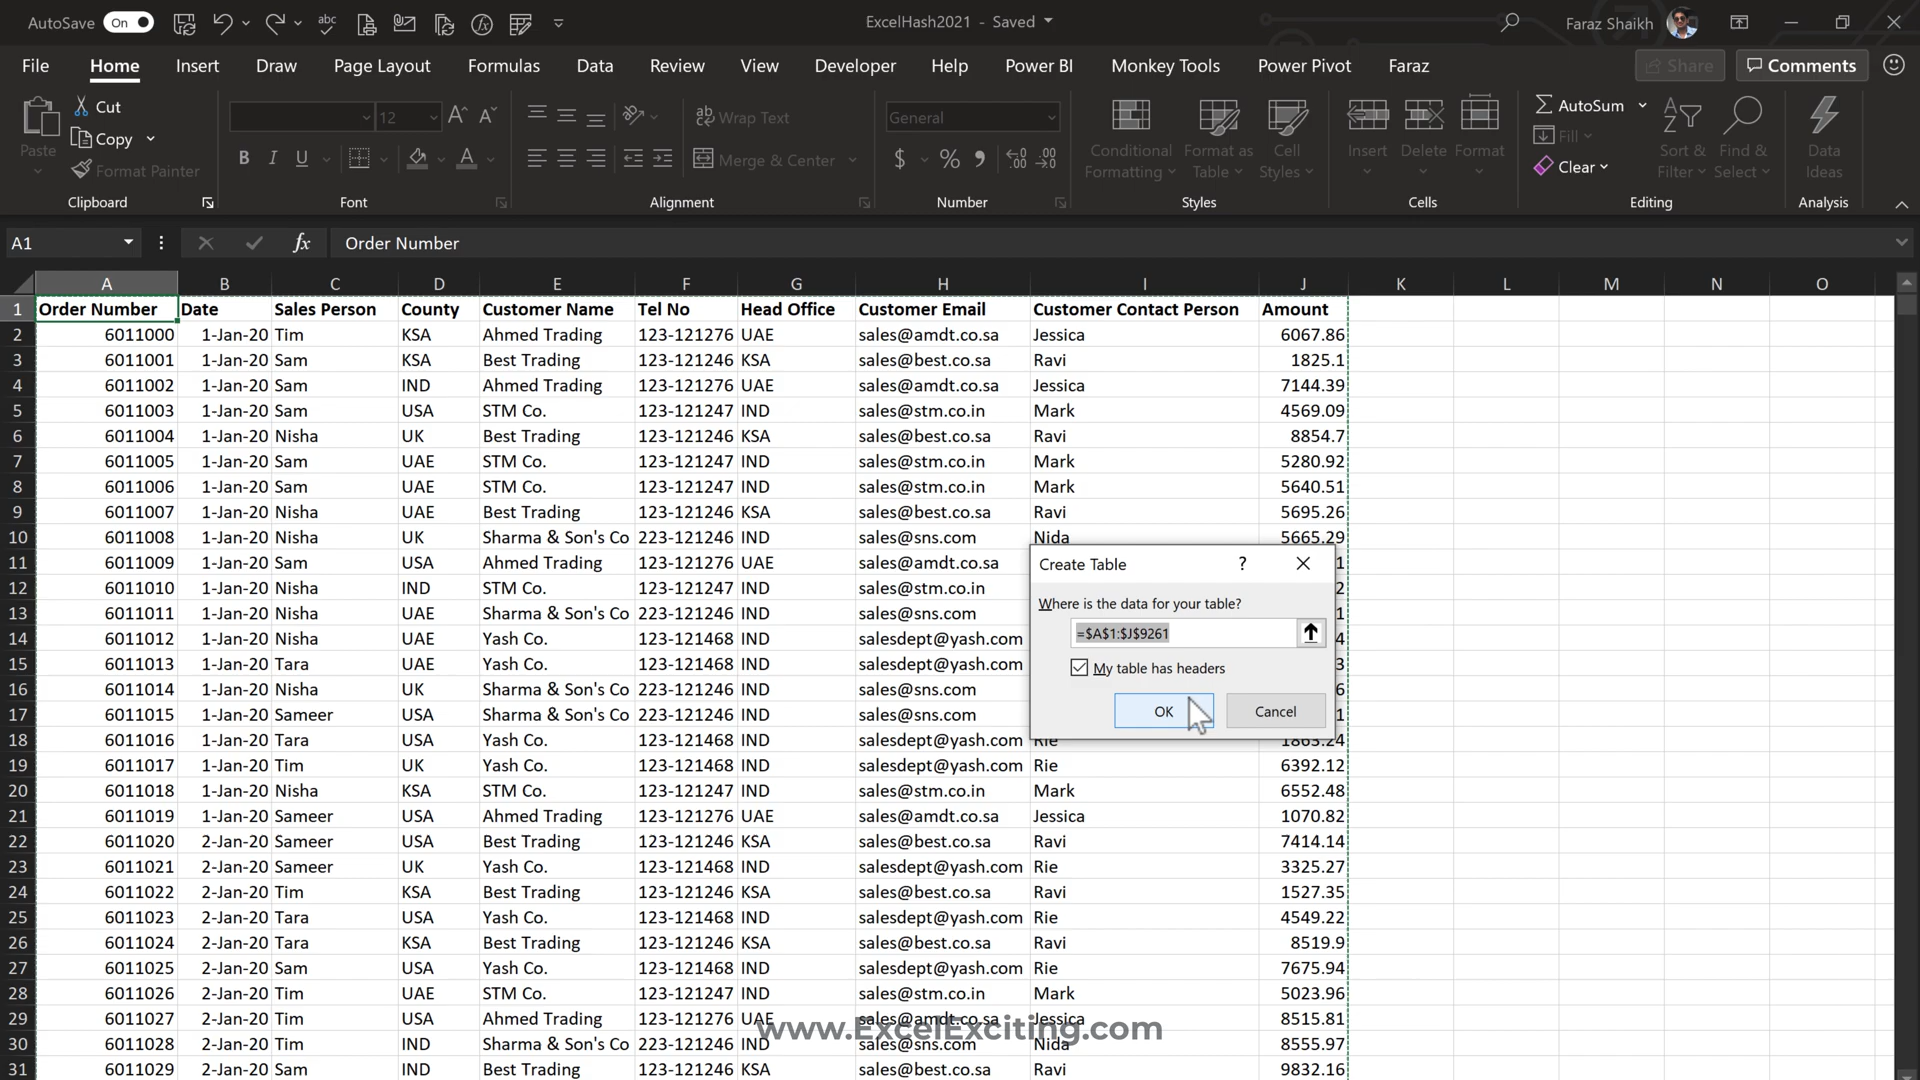 AutoSave On ExcelHash2021 - Saved Faraz Shaikh
File Home Insert Draw Page Layout Formulas Data Review View Developer Help Power BI Monkey Tools Power Pivot Faraz Share Comments
Paste Cut Copy Format Painter
12
B I U A
ab Wrap Text
Merge & Center
General
$ %
Conditional Formatting
Format as Table
Cell Styles
Insert Delete Format
AutoSum
Fill
Clear
Sort & Filter
Find & Select
Data Ideas
Clipboard Font Alignment Number Styles Cells Editing Analysis
A1 fx Order Number
A B C D E F G H I J K L M N O
1 Order Number Date Sales Person County Customer Name Tel No Head Office Customer Email Customer Contact Person Amount
2 6011000 1-Jan-20 Tim KSA Ahmed Trading 123-121276 UAE sales@amdt.co.sa Jessica 6067.86
3 6011001 1-Jan-20 Sam KSA Best Trading 123-121246 KSA sales@best.co.sa Ravi 1825.1
4 6011002 1-Jan-20 Sam IND Ahmed Trading 123-121276 UAE sales@amdt.co.sa Jessica 7144.39
5 6011003 1-Jan-20 Sam USA STM Co. 123-121247 IND sales@stm.co.in Mark 4569.09
6 6011004 1-Jan-20 Nisha UK Best Trading 123-121246 KSA sales@best.co.sa Ravi 8854.7
7 6011005 1-Jan-20 Sam UAE STM Co. 123-121247 IND sales@stm.co.in Mark 5280.92
8 6011006 1-Jan-20 Sam UAE STM Co. 123-121247 IND sales@stm.co.in Mark 5640.51
9 6011007 1-Jan-20 Nisha UAE Best Trading 123-121246 KSA sales@best.co.sa Ravi 5695.26
10 6011008 1-Jan-20 Nisha UK Sharma & Son's Co 223-121246 IND sales@sns.com Nida 5665.29
11 6011009 1-Jan-20 Sam USA Ahmed Trading 123-121276 UAE sales@amdt.co.sa 1
12 6011010 1-Jan-20 Nisha IND STM Co. 123-121247 IND sales@stm.co.in 2
13 6011011 1-Jan-20 Nisha UAE Sharma & Son's Co 223-121246 IND sales@sns.com 1
14 6011012 1-Jan-20 Nisha UAE Yash Co. 123-121468 IND salesdept@yash.com 4
15 6011013 1-Jan-20 Tara UAE Yash Co. 123-121468 IND salesdept@yash.com 3
16 6011014 1-Jan-20 Nisha UK Sharma & Son's Co 223-121246 IND sales@sns.com 6
17 6011015 1-Jan-20 Sameer USA Sharma & Son's Co 223-121246 IND sales@sns.com 1
18 6011016 1-Jan-20 Tara UK Yash Co. 123-121468 IND salesdept@yash.com Rie 1863.24
19 6011017 1-Jan-20 Tim UK Yash Co. 123-121468 IND salesdept@yash.com Rie 6392.12
20 6011018 1-Jan-20 Nisha KSA STM Co. 123-121247 IND sales@stm.co.in Mark 6552.48
21 6011019 1-Jan-20 Sameer USA Ahmed Trading 123-121276 UAE sales@amdt.co.sa Jessica 1070.82
22 6011020 2-Jan-20 Sameer USA Best Trading 123-121246 KSA sales@best.co.sa Ravi 7414.14
23 6011021 2-Jan-20 Sameer UK Yash Co. 123-121468 IND salesdept@yash.com Rie 3325.27
24 6011022 2-Jan-20 Tim KSA Best Trading 123-121246 KSA sales@best.co.sa Ravi 1527.35
25 6011023 2-Jan-20 Tara USA Yash Co. 123-121468 IND salesdept@yash.com Rie 4549.22
26 6011024 2-Jan-20 Tara KSA Best Trading 123-121246 KSA sales@best.co.sa Ravi 8519.9
27 6011025 2-Jan-20 Sam USA Yash Co. 123-121468 IND salesdept@yash.com Rie 7675.94
28 6011026 2-Jan-20 Tim UAE STM Co. 123-121247 IND sales@stm.co.in Mark 5023.96
29 6011027 2-Jan-20 Tim USA Ahmed Trading 123-121276 UAE sales@amdt.co.sa Jessica 8515.81
30 6011028 2-Jan-20 Tim IND Sharma & Son's Co 223-121246 IND sales@sns.com Nida 8555.97
31 6011029 2-Jan-20 Sam IND Best Trading 123-121246 KSA sales@best.co.sa Ravi 9832.16
Create Table ?
Where is the data for your table?
=$A$1:$J$9261
My table has headers
OK Cancel
www.ExcelExciting.com